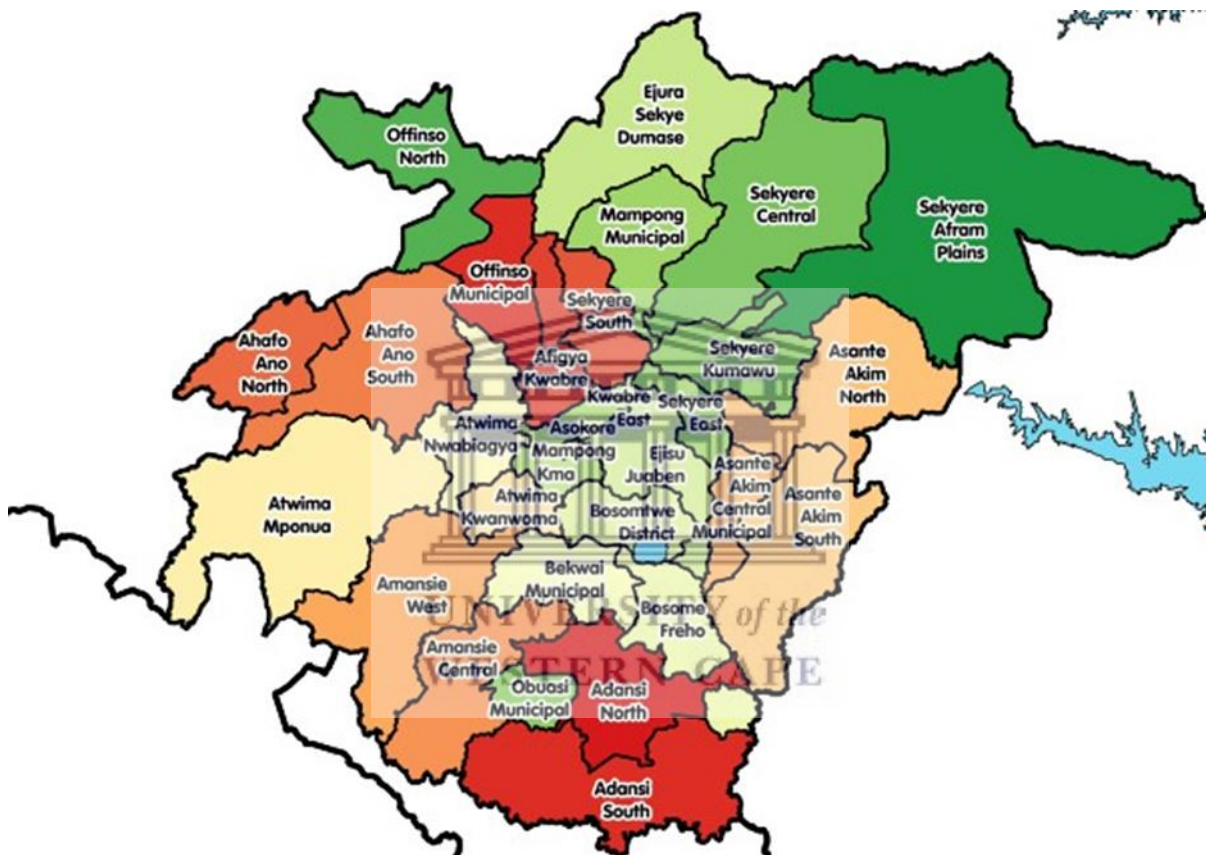 Ejura
Sekye
Dumase
Offinso
North
Sekyere
Central
Mampong
Municipal
Sekyere
Afram
Plains
Offinso
Municipal
Sekyere
South
Ahafo
Ano
North
Ahafo
Ano
South
Afigya
Kwabre
Sekyere
Kumawu
Asante
Akim
North
Kwabre
East
Sekyere
East
Atwima
Nwabiagya
Asokore
Mampong
Kma
Ejisu
Juaben
Asante
Akim
Central
Municipal
Asante
Akim
South
Atwima
Mponua
Atwima
Kwanwoma
Bosomtwe
District
Bekwai
Municipal
Amansie
West
Bosome
Freho
UNIVERSITY of the
WESTERN CAPE
Amansie
Central
Obuasi
Municipal
Adansi
North
Adansi
South